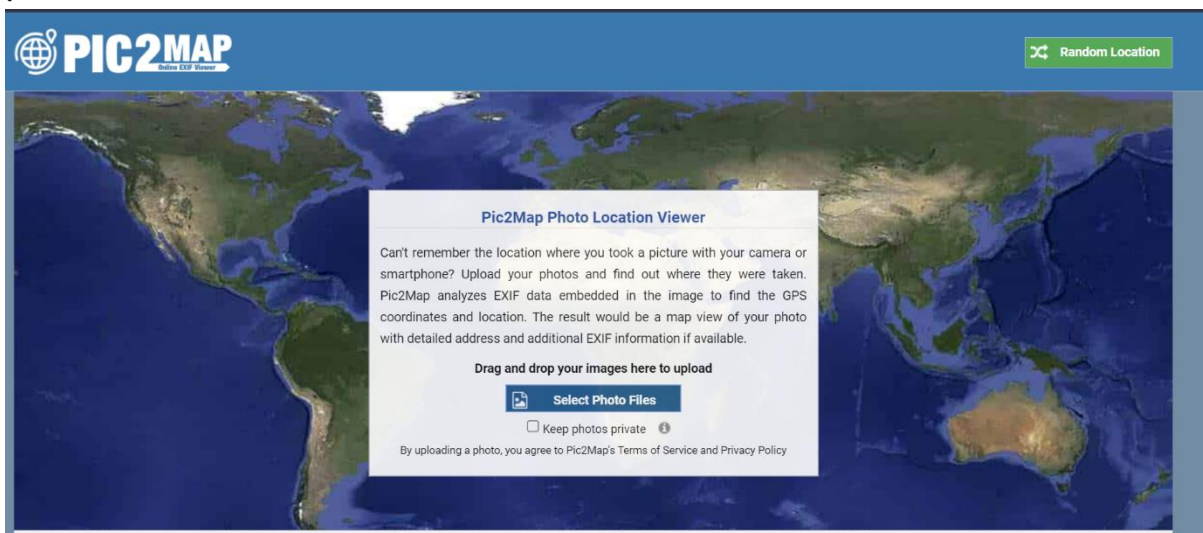 PIC2MAP
Online EXIF Viewer
Random Location
Pic2Map Photo Location Viewer
Can't remember the location where you took a picture with your camera or
smartphone? Upload your photos and find out where they were taken.
Pic2Map analyzes EXIF data embedded in the image to find the GPS
coordinates and location. The result would be a map view of your photo
with detailed address and additional EXIF information if available.
Drag and drop your images here to upload
Select Photo Files
Keep photos private
By uploading a photo, you agree to Pic2Map's Terms of Service and Privacy Policy